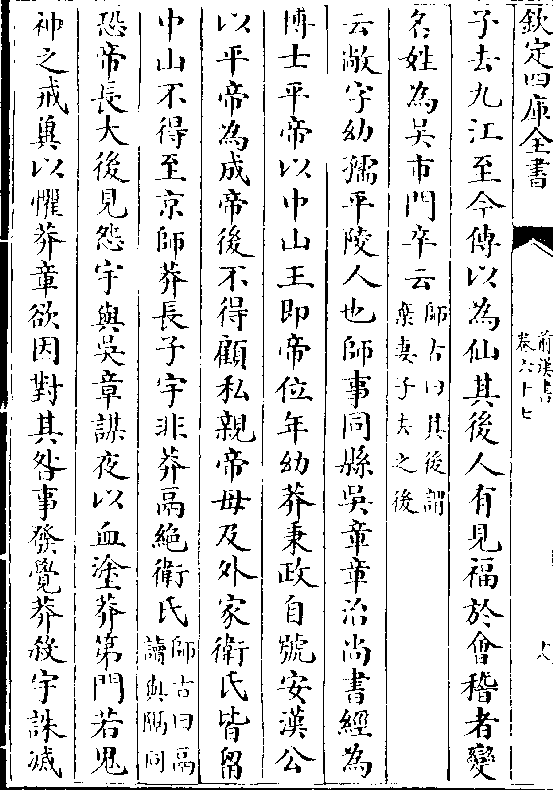 欽定四庫全書
前漢書
卷六十七
大
子去九江至今傳以為仙其後人有見福於會稽者變
名姓為吳市門卒云師古曰其後謂
棄妻子去之後
云敞字幼孺平陵人也師事同縣吳章章治尚書經為
博士平帝以中山王即帝位年幼莽秉政自號安漢公
以平帝為成帝後不得顧私親帝母及外家衛氏皆留
中山不得至京師莽長子宇非莽鬲絕衛氏師古曰鬲
讀與隔同
恐帝長大後見怨宇與吳章謀夜以血塗莽第門若鬼
神之戒冀以懼莽章欲因對其咎事發覺莽殺宇誅滅